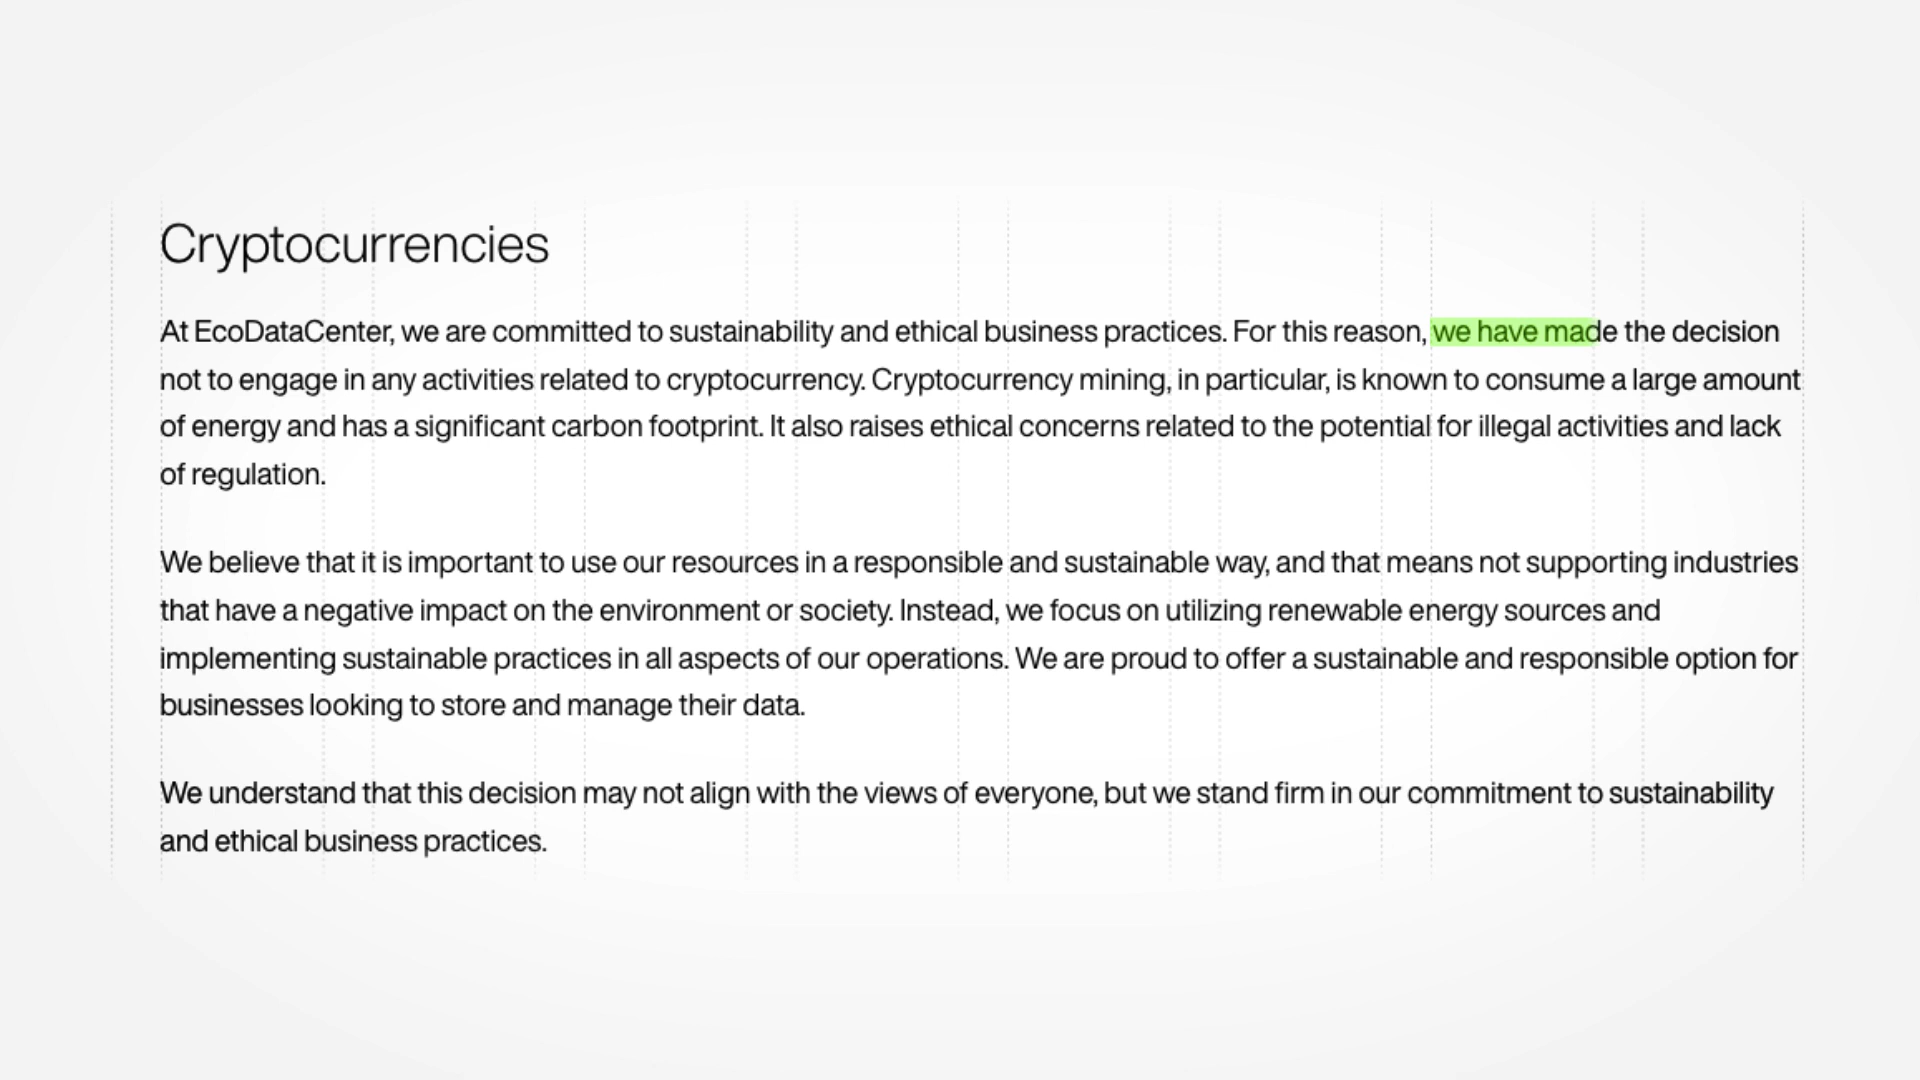 Cryptocurrencies
At EcoDataCenter, we are committed to sustainability and ethical business practices. For this reason, we have made the decision
not to engage in any activities related to cryptocurrency. Cryptocurrency mining, in particular, is known to consume a large amount
of energy and has a significant carbon footprint. It also raises ethical concerns related to the potential for illegal activities and lack
of regulation.
We believe that it is important to use our resources in a responsible and sustainable way, and that means not supporting industries
that have a negative impact on the environment or society. Instead, we focus on utilizing renewable energy sources and
implementing sustainable practices in all aspects of our operations. We are proud to offer a sustainable and responsible option for
businesses looking to store and manage their data.
We understand that this decision may not align with the views of everyone, but we stand firm in our commitment to sustainability
and ethical business practices.